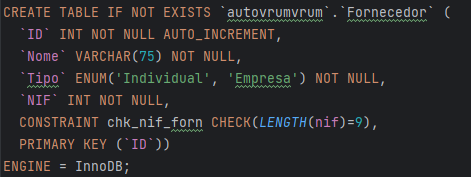 CREATE TABLE IF NOT EXISTS `autovrumvrum`.`Fornecedor` (
`ID` INT NOT NULL AUTO_INCREMENT,
`Nome` VARCHAR(75) NOT NULL,
`Tipo` ENUM('Individual', 'Empresa') NOT NULL,
`NIF` INT NOT NULL,
CONSTRAINT chk_nif_forn CHECK(LENGTH(nif)=9),
PRIMARY KEY (`ID`))
ENGINE = InnoDB;